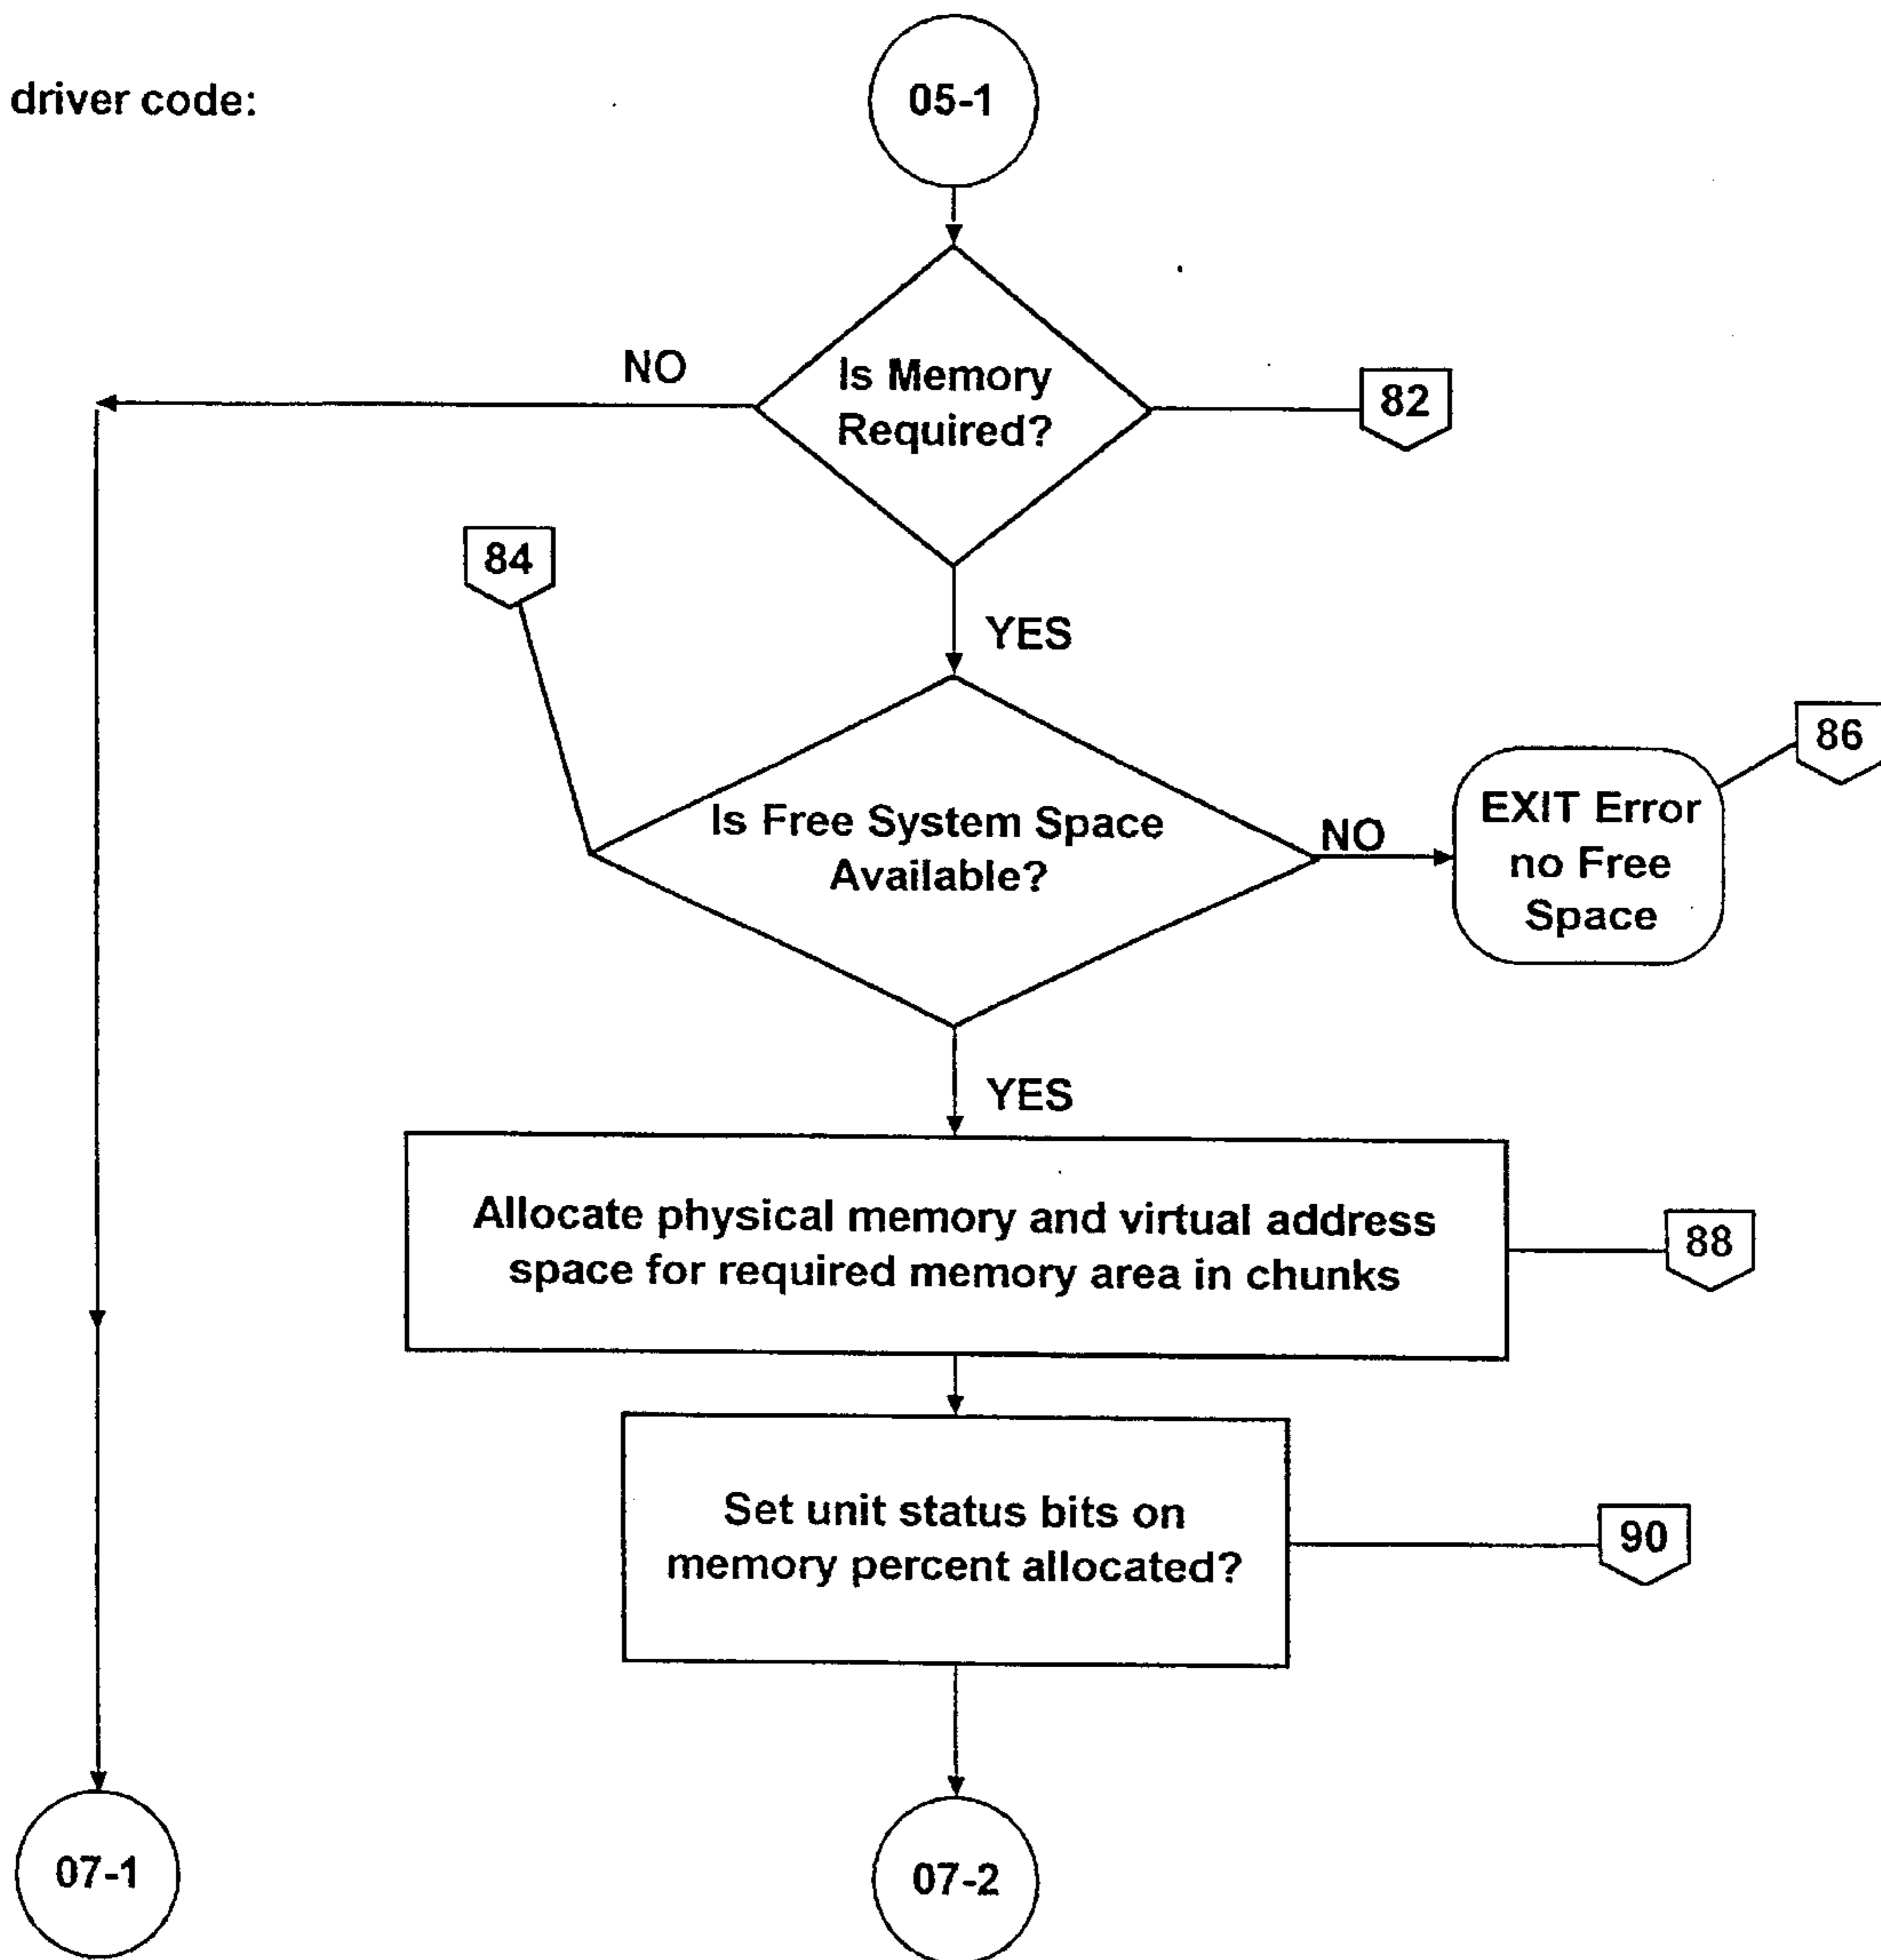 driver code:
05-1
NO
Is Memory
Required?
82
84
YES
86
Is Free System Space
Available?
NO
EXIT Error
no Free
Space
YES
Allocate physical memory and virtual address
space for required memory area in chunks
88
Set unit status bits on
memory percent allocated?
90
07-1
07-2